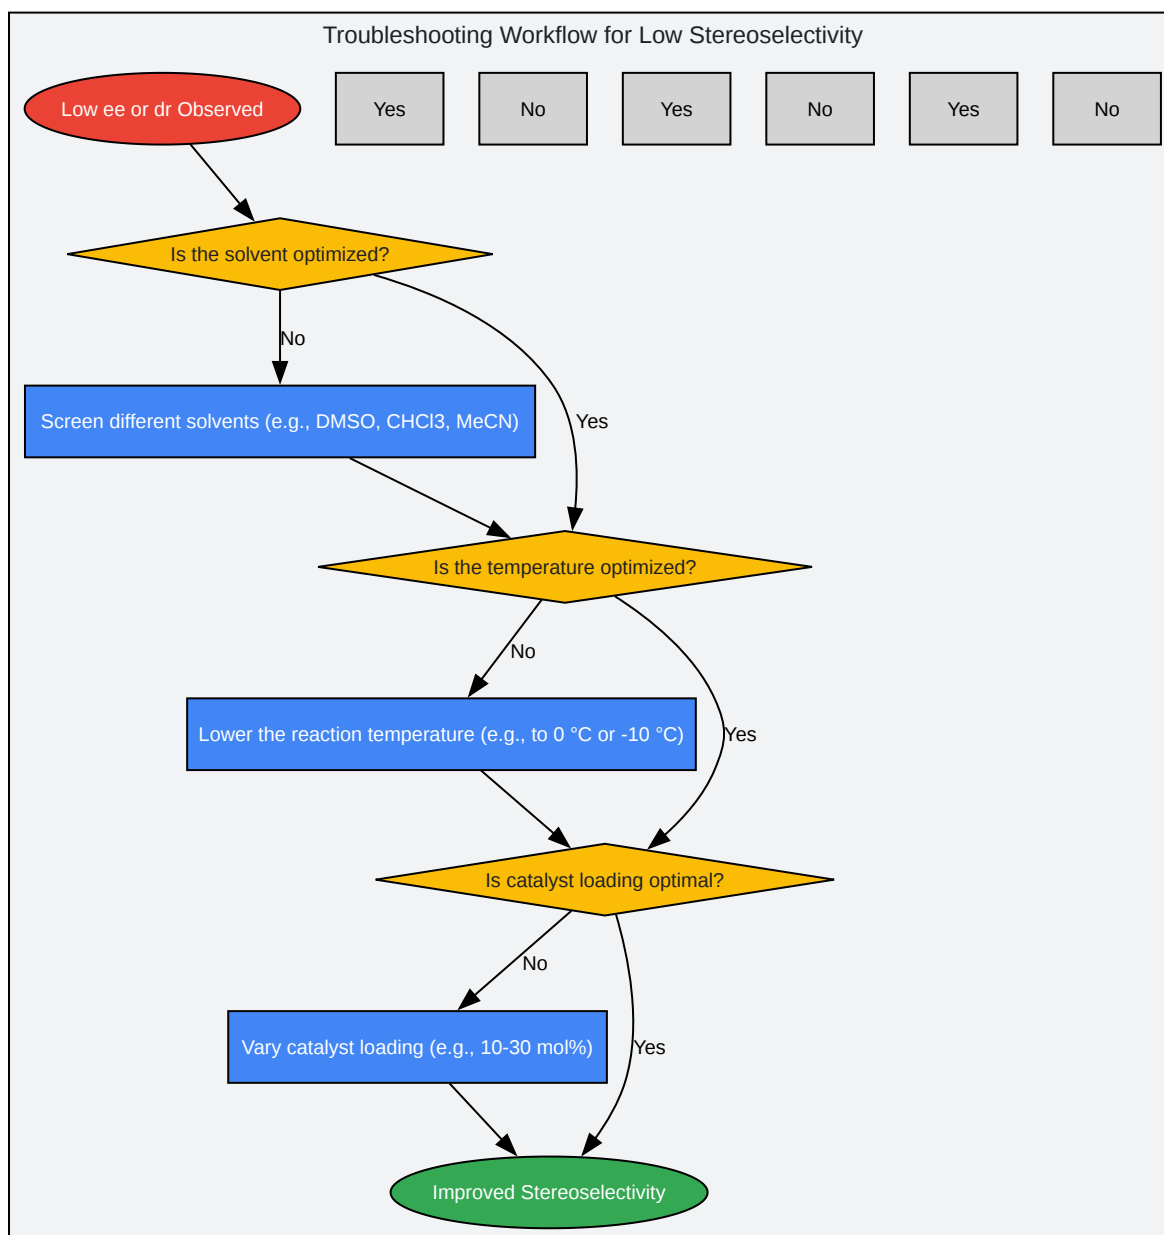 Troubleshooting Workflow for Low Stereoselectivity
Low ee or dr Observed
Yes
No
Yes
No
Yes
No
Is the solvent optimized?
No
Screen different solvents (e.g., DMSO, CHCl3, MeCN)
Yes
Is the temperature optimized?
No
Lower the reaction temperature (e.g., to 0 °C or -10 °C)
Yes
Is catalyst loading optimal?
No
Vary catalyst loading (e.g., 10-30 mol%)
Yes
Improved Stereoselectivity